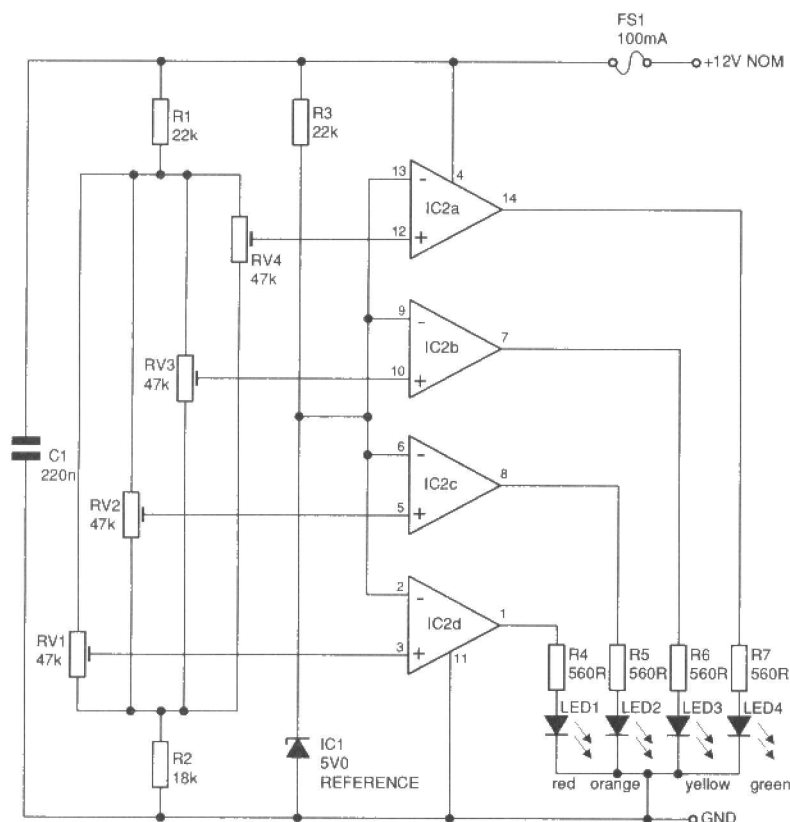 FS1
100mA
+12V NOM
R1
22k
R3
22k
13
-
4
IC2a
14
12
+
RV4
47k
9
-
IC2b
7
10
+
RV3
47k
C1
220n
6
-
IC2c
8
5
+
RV2
47k
2
-
IC2d
1
3
+
11
RV1
47k
R4
560R
R5
560R
R6
560R
R7
560R
LED1
LED2
LED3
LED4
IC1
5V0
REFERENCE
R2
18k
red
orange
yellow
green
GND